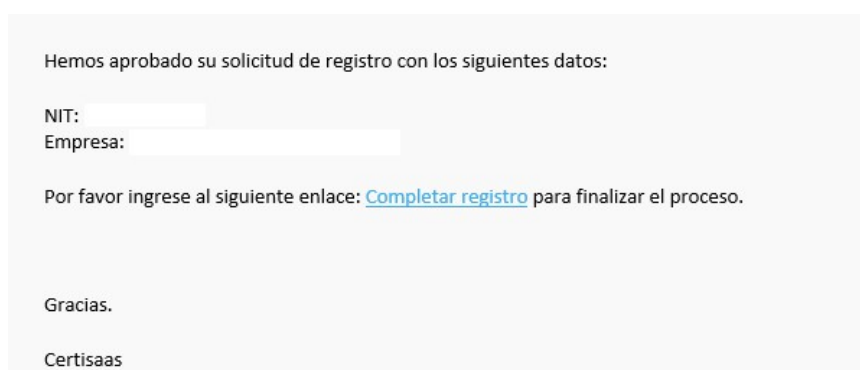 Hemos aprobado su solicitud de registro con los siguientes datos:
NIT:
Empresa:
Por favor ingrese al siguiente enlace: Completar registro para finalizar el proceso.
Gracias.
Certisaas